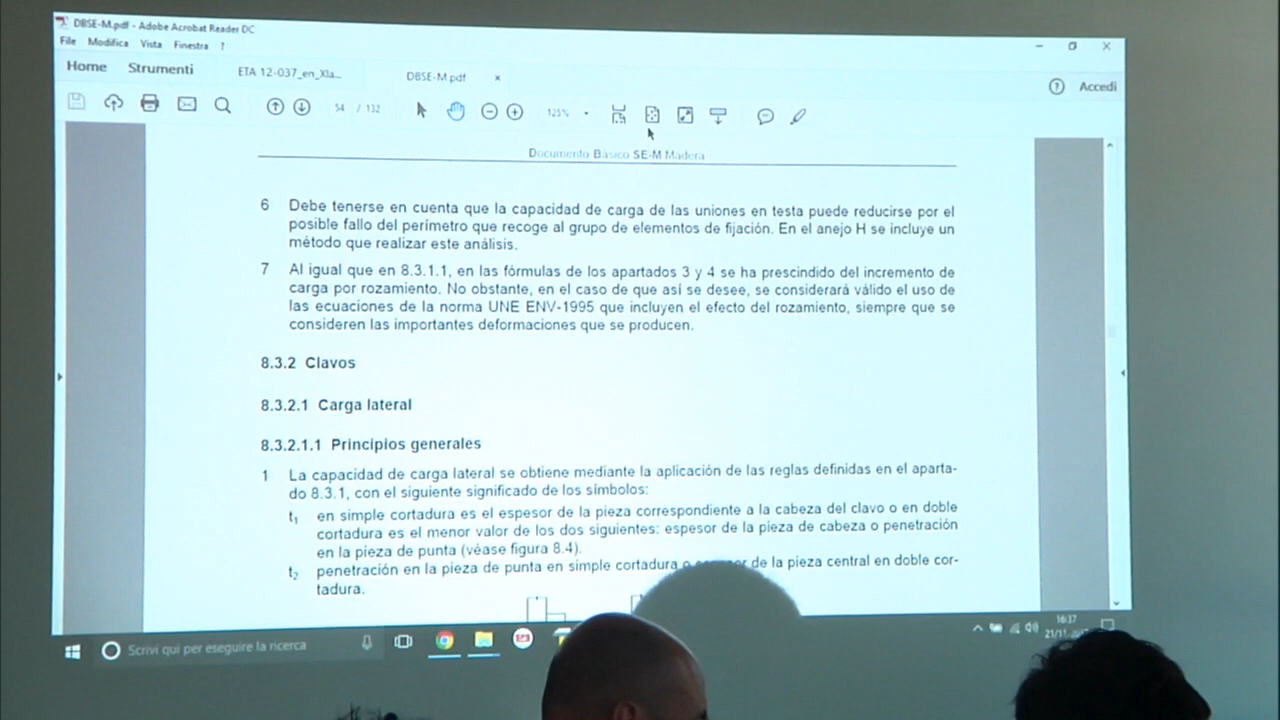 DBSE-M.pdf - Adobe Acrobat Reader DC
File Modifica Vista Finestra ?
Home Strumenti ETA 12-037_en_Xla... DBSE-M.pdf × Accedi
54 / 132 125%
Documento Básico SE-M Madera
6 Debe tenerse en cuenta que la capacidad de carga de las uniones en testa puede reducirse por el
posible fallo del perímetro que recoge al grupo de elementos de fijación. En el anejo H se incluye un
método que realizar este análisis.
7 Al igual que en 8.3.1.1, en las fórmulas de los apartados 3 y 4 se ha prescindido del incremento de
carga por rozamiento. No obstante, en el caso de que así se desee, se considerará válido el uso de
las ecuaciones de la norma UNE ENV-1995 que incluyen el efecto del rozamiento, siempre que se
consideren las importantes deformaciones que se producen.
8.3.2 Clavos
8.3.2.1 Carga lateral
8.3.2.1.1 Principios generales
1 La capacidad de carga lateral se obtiene mediante la aplicación de las reglas definidas en el aparta-
do 8.3.1, con el siguiente significado de los símbolos:
t₁ en simple cortadura es el espesor de la pieza correspondiente a la cabeza del clavo o en doble
cortadura es el menor valor de los dos siguientes: espesor de la pieza de cabeza o penetración
en la pieza de punta (véase figura 8.4).
t₂ penetración en la pieza de punta en simple cortadura o de la pieza central en doble cor-
tadura.
Scrivi qui per eseguire la ricerca
16:37
21/11